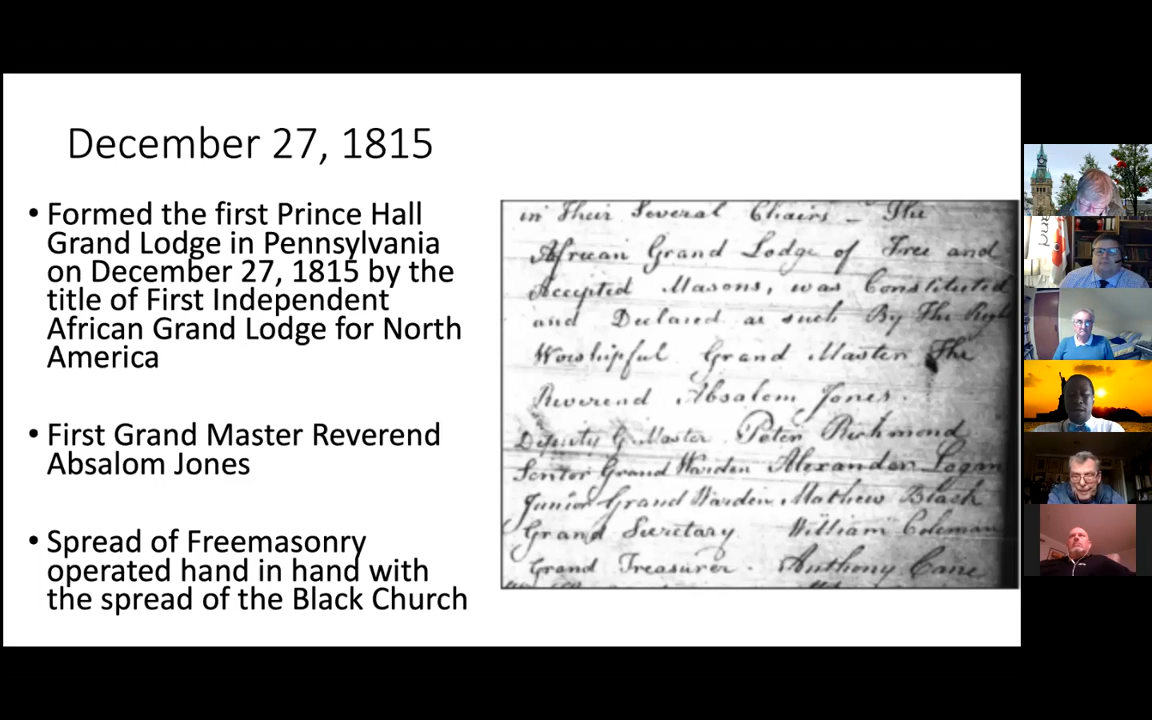 December 27, 1815
• Formed the first Prince Hall
Grand Lodge in Pennsylvania
on December 27, 1815 by the
title of First Independent
African Grand Lodge for North
America
• First Grand Master Reverend
Absalom Jones
• Spread of Freemasonry
operated hand in hand with
the spread of the Black Church
in Their Several Chairs _ The
African Grand Lodge of Free and
Accepted Masons, was Constituted
and Declared as such By The Right
Worshipful Grand Master The
Reverend Absalom Jones.
Deputy G. Master Peter Richmond
Senior Grand Warden Alexander Logan
Junior Grand Warden Mathew Black
Grand Secretary William Coleman
Grand Treasurer. Anthony Cane